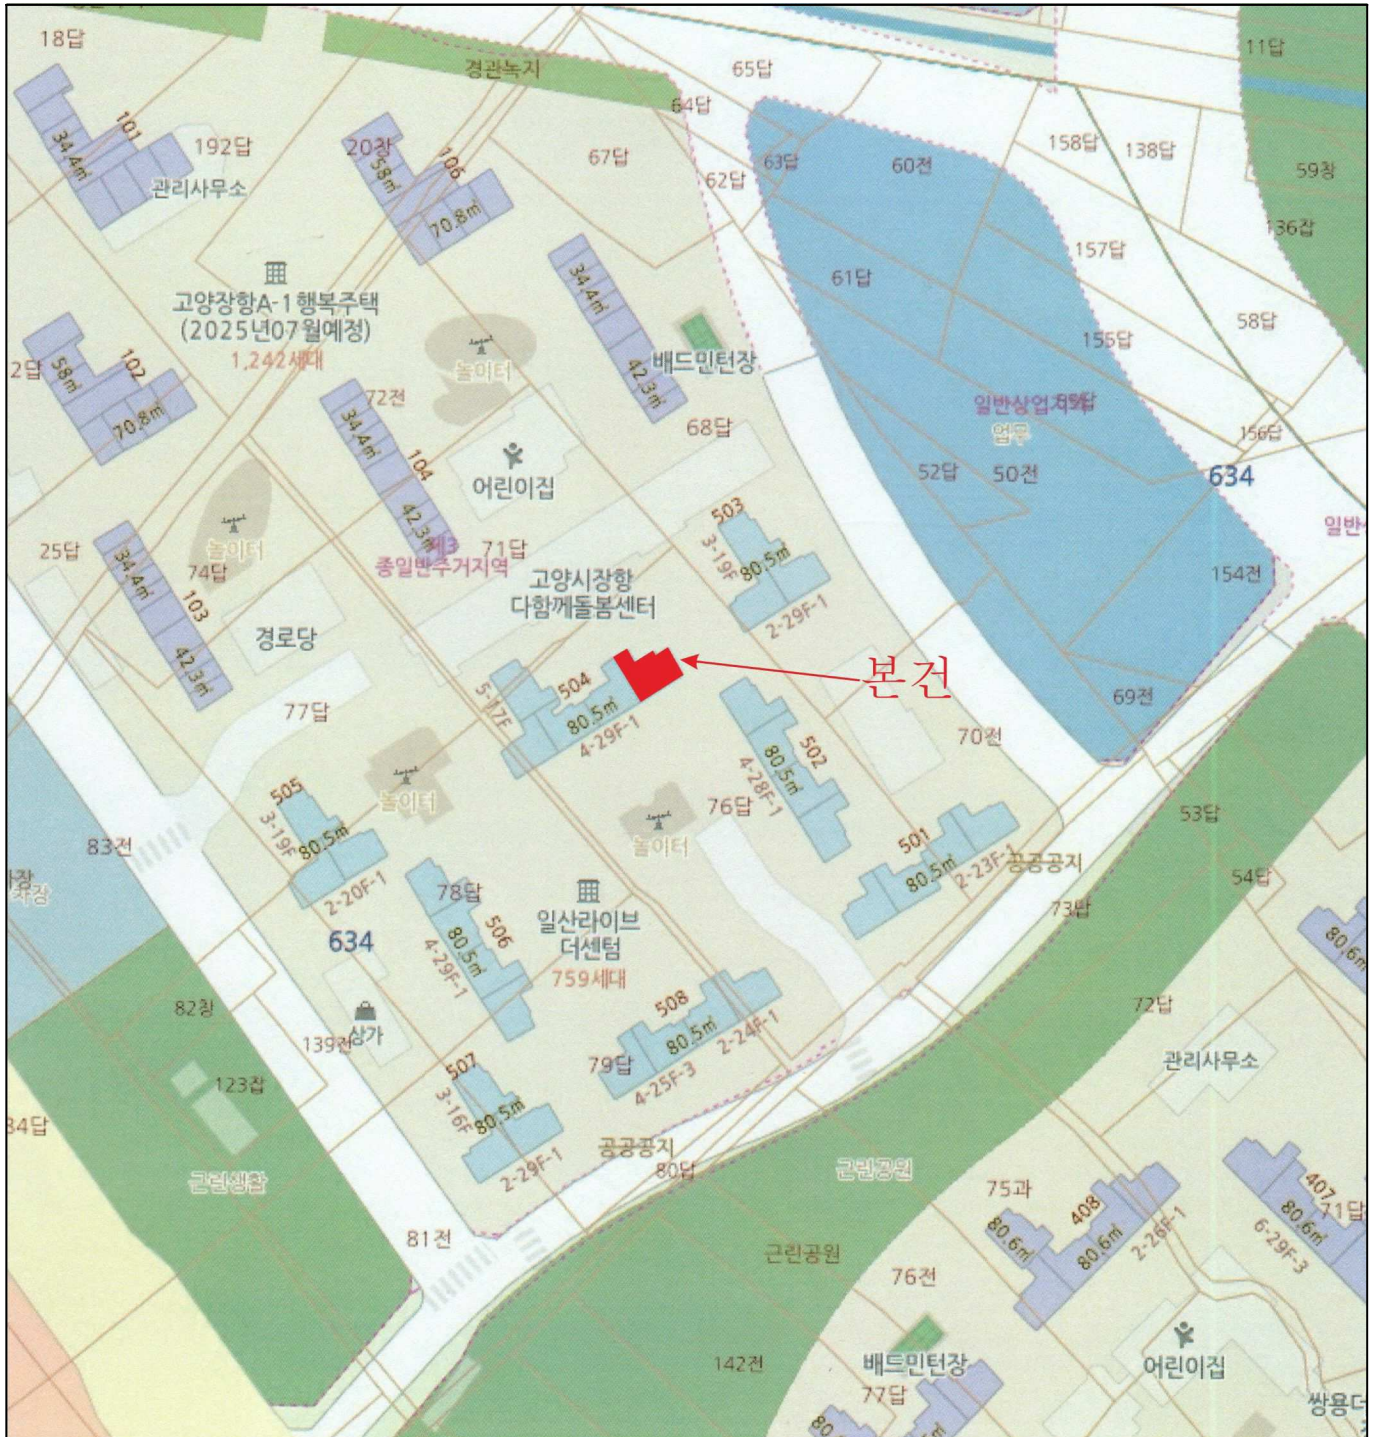 18답
경관녹지
65답
11답
64답
101
34.4㎡
192답
관리사무소
20창
58㎡
106
70.8㎡
67답
62답
63답
60전
158답
138답
59창
136잡
157답
61답
34.4㎡
42.3㎡
고양장항A-1행복주택
(2025년07월예정)
1,242세대
놀이터
배드민턴장
58답
155답
2답
58㎡
102
70.8㎡
72전
34.4㎡
104
42.3㎡
68답
일반상업지역
업무
156답
어린이집
52답
50전
634
일반
503
3-19F
80.5㎡
2-29F-1
25답
놀이터
74답
34.4㎡
103
42.3㎡
제3
종일반주거지역
71답
고양시장항
다함께돌봄센터
154전
경로당
본건
5-17F
504
80.5㎡
4-29F-1
69전
77답
70전
502
80.5㎡
4-28F-1
놀이터
505
3-19F
80.5㎡
2-20F-1
76답
놀이터
53답
83전
차장
501
80.5㎡
2-23F-1
공공공지
54답
73답
78답
506
80.5㎡
4-29F-1
일산라이브
더센텀
759세대
634
80.6㎡
82창
상가
139전
508
80.5㎡
2-24F-1
72답
관리사무소
123잡
507
3-16F
80.5㎡
2-29F-1
79답
4-25F-3
34답
공공공지
80답
근린공원
근린생활
75과
408
80.6㎡
80.6㎡
2-26F-1
407
80.6㎡
6-29F-3
71답
81전
근린공원
76전
142전
배드민턴장
77답
어린이집
쌍용더